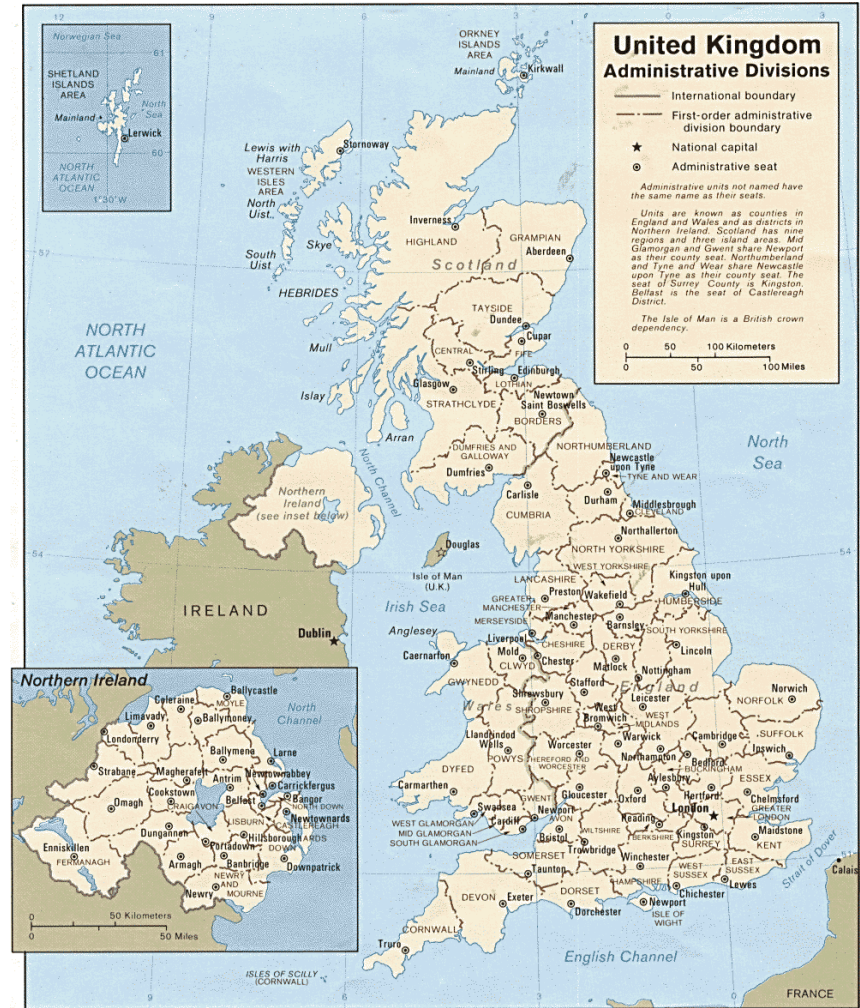 12
9
6
3
0
3
Norwegian Sea
61
SHETLAND
ISLANDS
AREA
Mainland
North
Sea
Lerwick
60
NORTH
ATLANTIC
OCEAN
1°30'W
ORKNEY
ISLANDS
AREA
Mainland
Kirkwall
United Kingdom
Administrative Divisions
International boundary
First-order administrative
division boundary
National capital
Administrative seat
Administrative units not named have
the same name as their seats.
Units are known as counties in
England and Wales and as districts in
Northern Ireland. Scotland has nine
regions and three island areas. Mid
Glamorgan and Gwent share Newport
as their county seat. Northumberland
and Tyne and Wear share Newcastle
upon Tyne as their county seat. The
seat of Surrey County is Kingston.
Belfast is the seat of Castlereagh
District.
The Isle of Man is a British crown
dependency.
0 50 100 Kilometers
0 50 100 Miles
Lewis with
Harris
Stornoway
WESTERN
ISLES
AREA
North
Uist
South
Uist
Skye
HEBRIDES
Inverness
HIGHLAND
GRAMPIAN
Aberdeen
57
Scotland
TAYSIDE
Dundee
Cupar
FIFE
NORTH
ATLANTIC
OCEAN
Mull
CENTRAL
Stirling
Edinburgh
LOTHIAN
Glasgow
Islay
STRATHCLYDE
Newtown
Saint Boswells
BORDERS
Arran
DUMFRIES AND
GALLOWAY
Dumfries
NORTHUMBERLAND
Newcastle
upon Tyne
TYNE AND WEAR
North
Sea
North Channel
Northern
Ireland
(see inset below)
Carlisle
CUMBRIA
Durham
Middlesbrough
CLEVELAND
Northallerton
NORTH YORKSHIRE
54
54
Douglas
Isle of Man
(U.K.)
WEST YORKSHIRE
LANCASHIRE
Preston
Wakefield
Kingston upon
Hull
HUMBERSIDE
GREATER
MANCHESTER
Manchester
Barnsley
SOUTH YORKSHIRE
MERSEYSIDE
Liverpool
IRELAND
Dublin
Irish Sea
Anglesey
Caernarfon
Mold
CLWYD
CHESHIRE
Chester
DERBY
Matlock
Lincoln
Nottingham
GWYNEDD
Stafford
England
Shrewsbury
SHROPSHIRE
Leicester
Norwich
NORFOLK
Wales
West
Bromwich
WEST
MIDLANDS
Llandrindod
Wells
POWYS
Worcester
HEREFORD AND
WORCESTER
Warwick
Northampton
Cambridge
SUFFOLK
Ipswich
Bedford
BUCKINGHAM
DYFED
Carmarthen
Gloucester
Oxford
Aylesbury
Hertford
ESSEX
Chelmsford
London
GREATER
LONDON
GWENT
Swansea
Cardiff
Newport
AVON
WEST GLAMORGAN
MID GLAMORGAN
SOUTH GLAMORGAN
Bristol
Trowbridge
WILTSHIRE
Reading
BERKSHIRE
Kingston
SURREY
Maidstone
KENT
51
SOMERSET
Taunton
Winchester
HAMPSHIRE
WEST
SUSSEX
EAST
SUSSEX
Strait of Dover
Calais
Chichester
Lewes
DEVON
Exeter
DORSET
Dorchester
Newport
ISLE OF
WIGHT
CORNWALL
Truro
English Channel
ISLES OF SCILLY
(CORNWALL)
FRANCE
9
6
3
0
Northern Ireland
Ballycastle
MOYLE
Coleraine
North
Channel
Limavady
Ballymoney
Londonderry
Ballymena
Larne
Strabane
Magherafelt
Antrim
Newtownabbey
Carrickfergus
Cookstown
Omagh
CRAIGAVON
Belfast
Bangor
NORTH DOWN
Newtownards
CASTLEREAGH
LISBURN
ARDS
Dungannon
Hillsborough
Enniskillen
FERMANAGH
Portadown
DOWN
Armagh
Banbridge
Downpatrick
Newry
NEWRY
AND
MOURNE
0 50 Kilometers
0 50 Miles